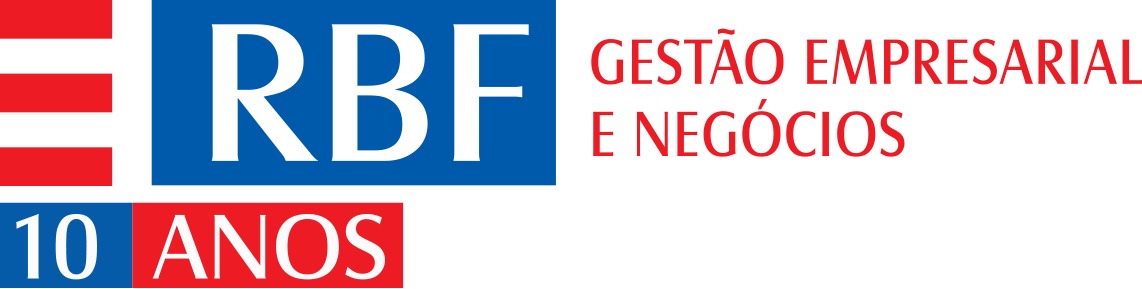 RBF
GESTÃO EMPRESARIAL
E NEGÓCIOS
10 ANOS